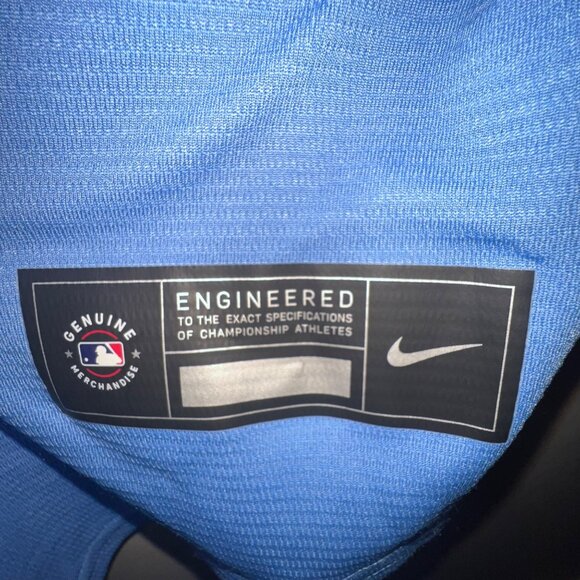 GENUINE
MERCHANDISE
ENGINEERED
TO THE EXACT SPECIFICATIONS
OF CHAMPIONSHIP ATHLETES